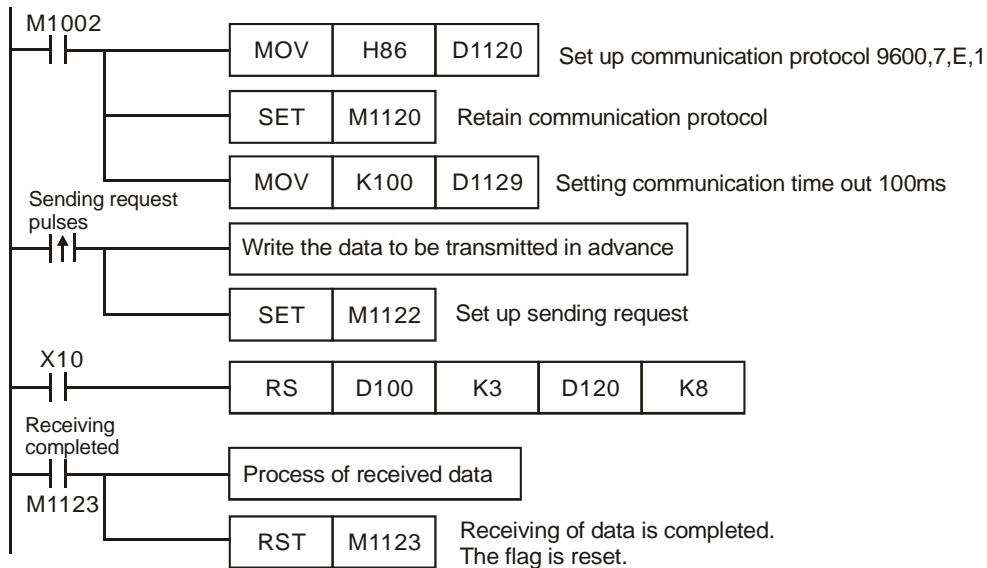 M1002
MOV H86 D1120 Set up communication protocol 9600,7,E,1
SET M1120 Retain communication protocol
MOV K100 D1129 Setting communication time out 100ms
Sending request
pulses
Write the data to be transmitted in advance
SET M1122 Set up sending request
X10
RS D100 K3 D120 K8
Receiving
completed
Process of received data
M1123
RST M1123 Receiving of data is completed.
The flag is reset.